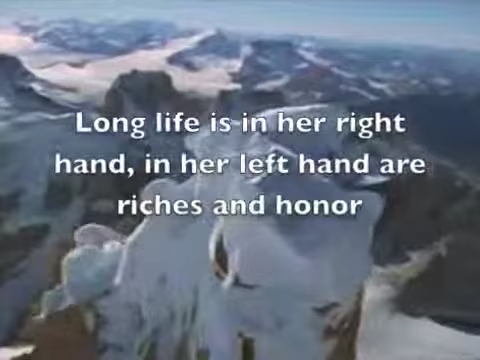 Long life is in her right
hand, in her left hand are
riches and honor